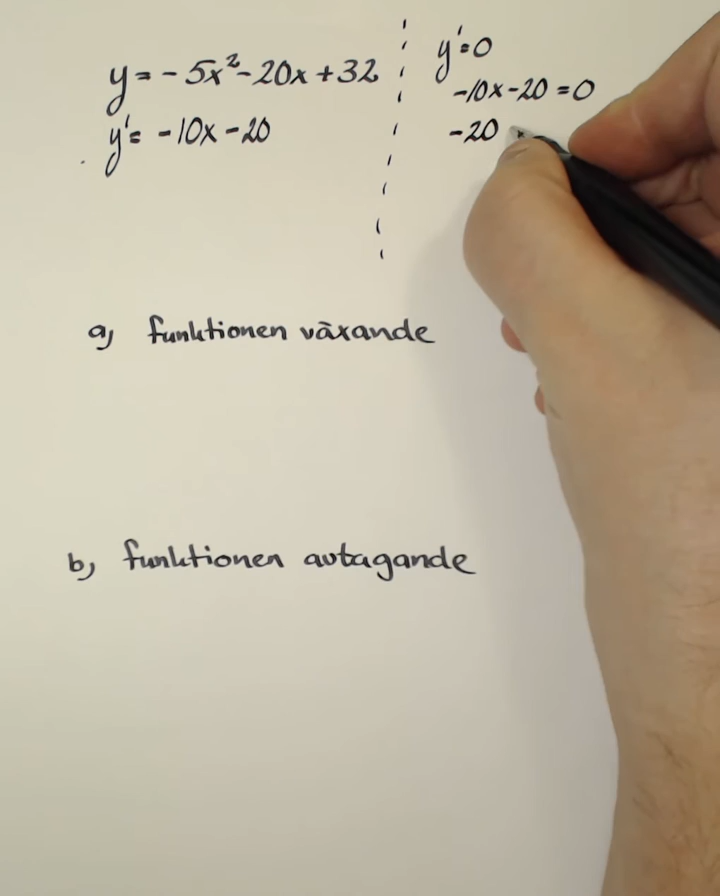 y = -5x²-20x+32
y' = -10x-20
y'=0
-10x-20=0
-20
a) funktionen växande
b) funktionen avtagande